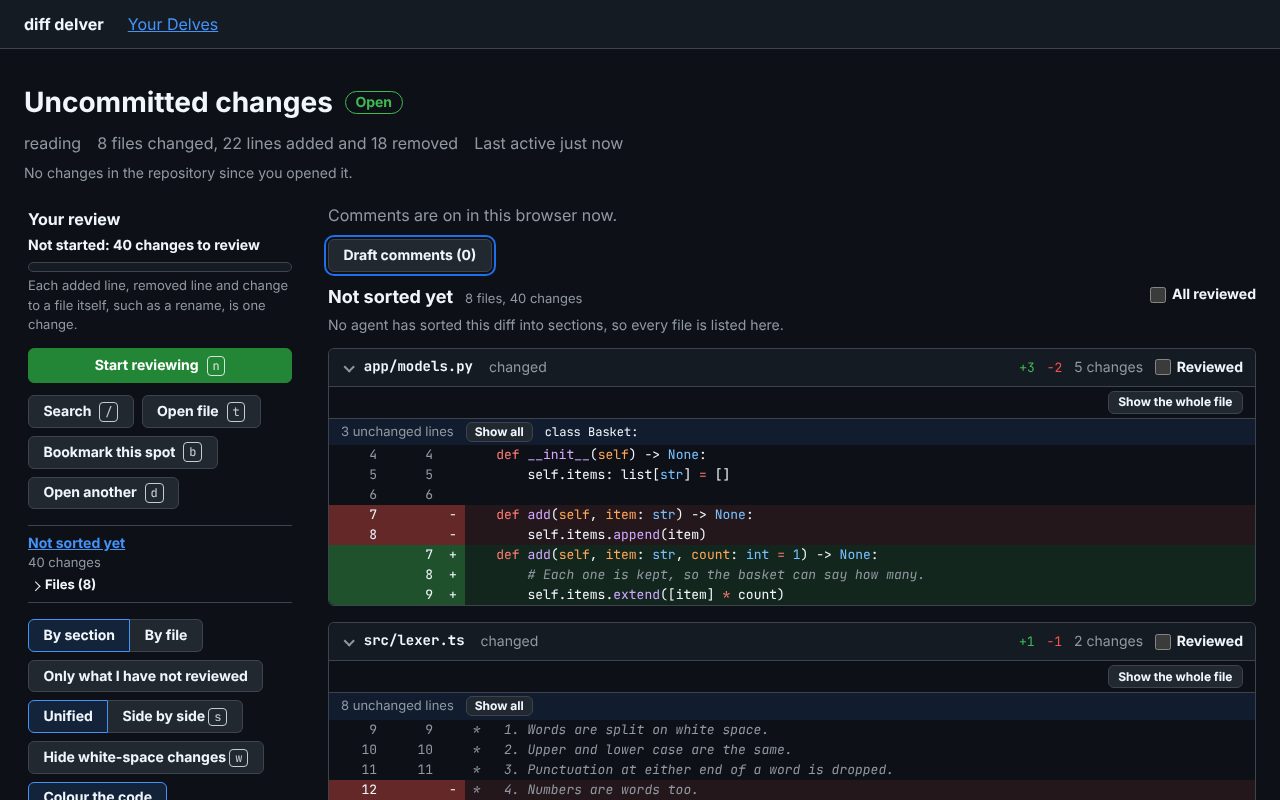 diff delver Your Delves
Uncommitted changes Open
reading 8 files changed, 22 lines added and 18 removed Last active just now
No changes in the repository since you opened it.
Your review
Not started: 40 changes to review
Each added line, removed line and change
to a file itself, such as a rename, is one
change.
Start reviewing n
Search / Open file t
Bookmark this spot b
Open another d
Not sorted yet
40 changes
Files (8)
By section By file
Only what I have not reviewed
Unified Side by side s
Hide white-space changes w
Colour the code
Comments are on in this browser now.
Draft comments (0)
Not sorted yet 8 files, 40 changes All reviewed
No agent has sorted this diff into sections, so every file is listed here.
app/models.py changed +3 -2 5 changes Reviewed
Show the whole file
3 unchanged lines Show all class Basket:
4 4 def __init__(self) -> None:
5 5 self.items: list[str] = []
6 6
7 - def add(self, item: str) -> None:
8 - self.items.append(item)
7 + def add(self, item: str, count: int = 1) -> None:
8 + # Each one is kept, so the basket can say how many.
9 + self.items.extend([item] * count)
src/lexer.ts changed +1 -1 2 changes Reviewed
Show the whole file
8 unchanged lines Show all
9 9 * 1. Words are split on white space.
10 10 * 2. Upper and lower case are the same.
11 11 * 3. Punctuation at either end of a word is dropped.
12 - * 4. Numbers are words too.